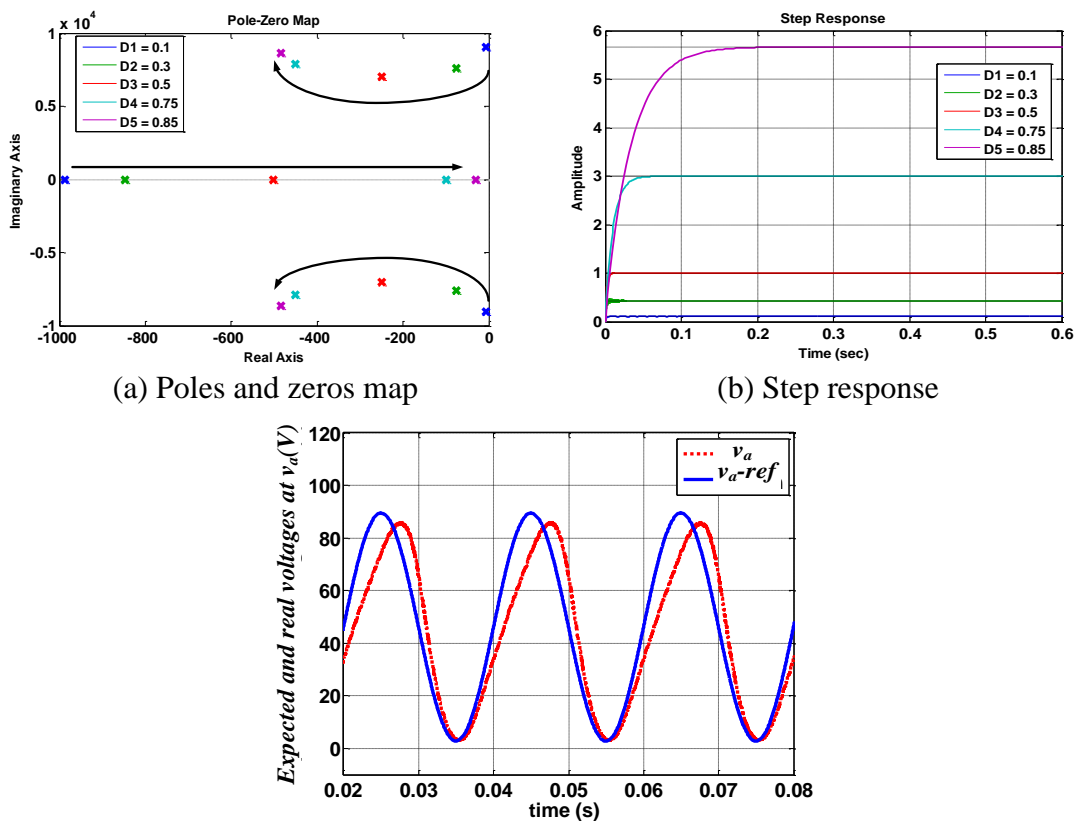 Pole-Zero Map
x 10^4
1
0.5
0
-0.5
-1
-1000
-800
-600
-400
-200
0
Imaginary Axis
Real Axis
D1 = 0.1
D2 = 0.3
D3 = 0.5
D4 = 0.75
D5 = 0.85
(a) Poles and zeros map
Step Response
6
5
4
3
2
1
0
0
0.1
0.2
0.3
0.4
0.5
0.6
Amplitude
Time (sec)
D1 = 0.1
D2 = 0.3
D3 = 0.5
D4 = 0.75
D5 = 0.85
(b) Step response
Expected and real voltages at va(V)
120
100
80
60
40
20
0
0.02
0.03
0.04
0.05
0.06
0.07
0.08
time (s)
va
va-ref